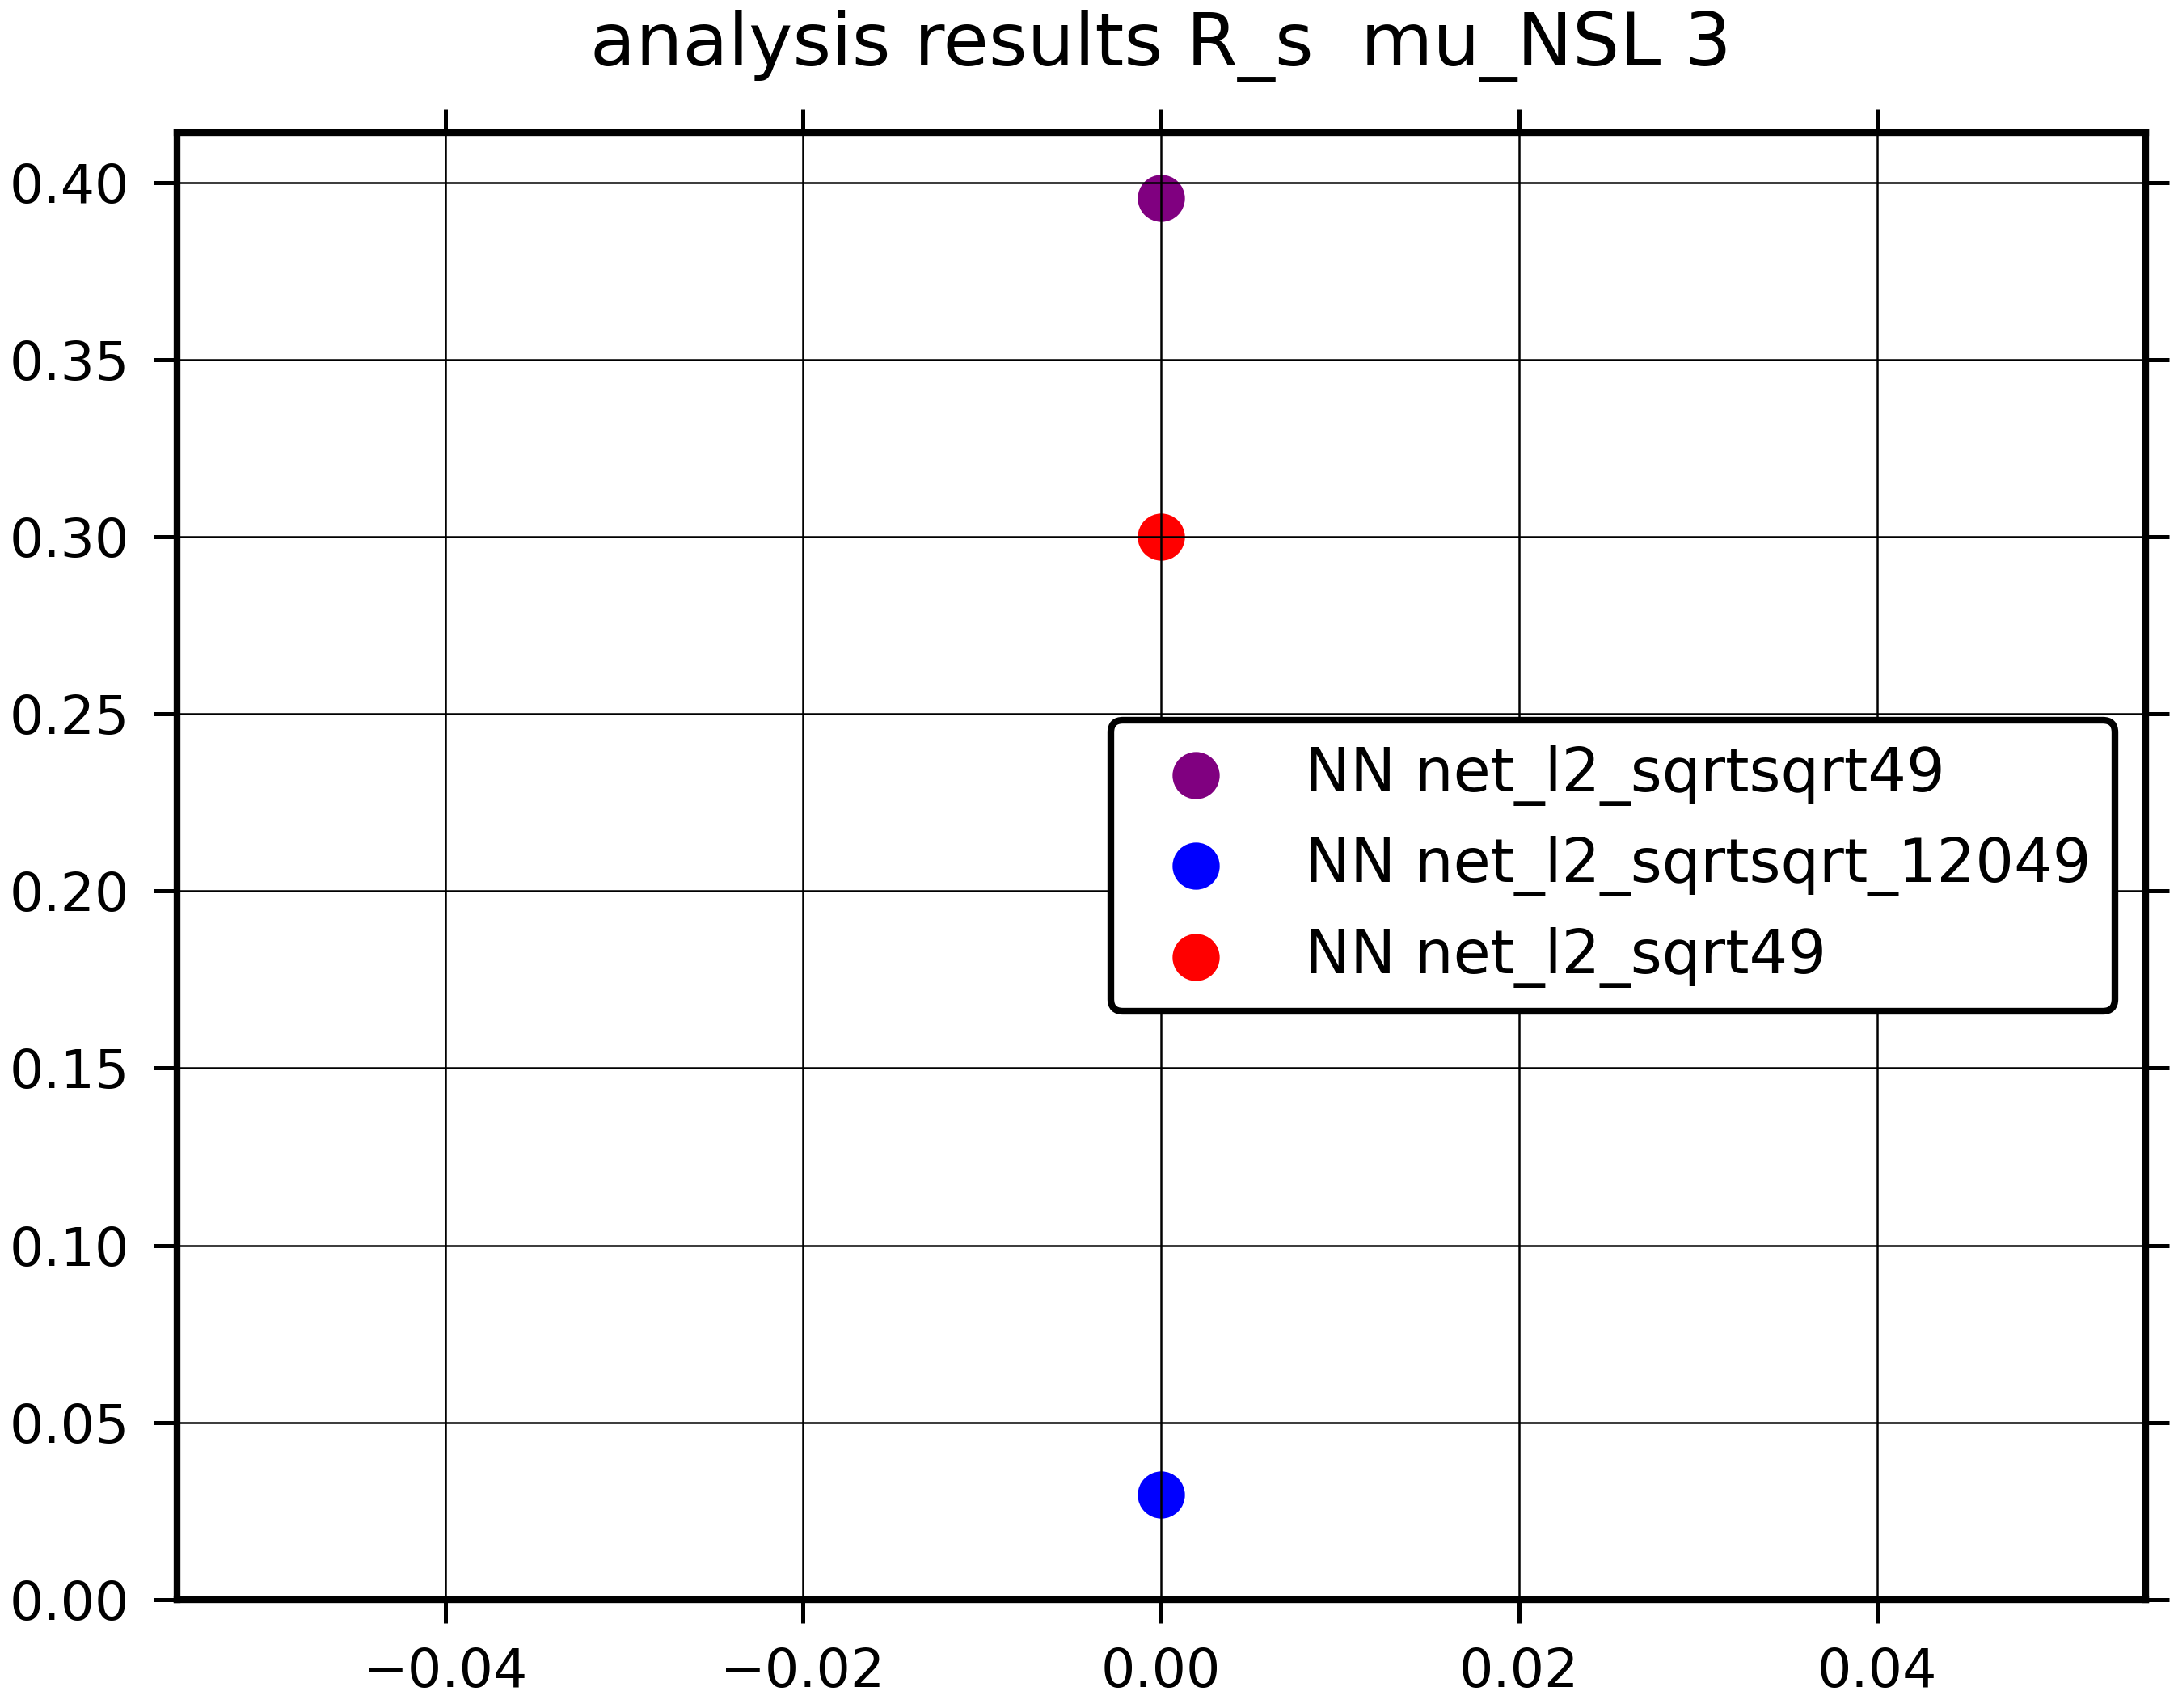 analysis results R_s  mu_NSL 3
0.40
0.35
0.30
0.25
NN net_l2_sqrtsqrt49
NN net_l2_sqrtsqrt_12049
0.20
NN net_l2_sqrt49
0.15
0.10
0.05
0.00
−0.04 −0.02 0.00 0.02 0.04